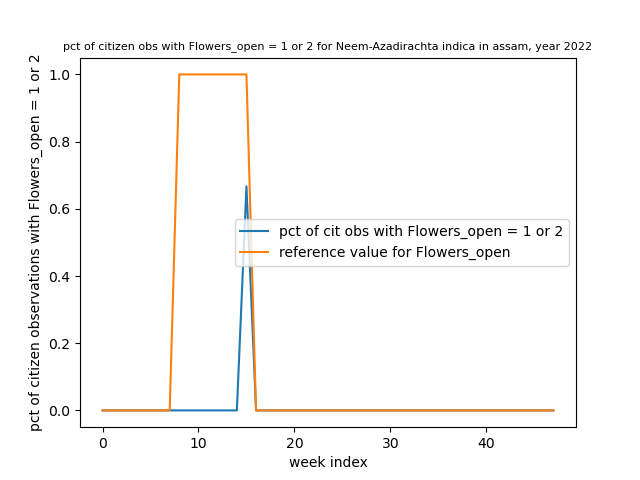 pct of citizen obs with Flowers_open = 1 or 2 for Neem-Azadirachta indica in assam, year 2022
pct of citizen observations with Flowers_open = 1 or 2
1.0
0.8
0.6
0.4
0.2
0.0
pct of cit obs with Flowers_open = 1 or 2
reference value for Flowers_open
0 10 20 30 40
week index